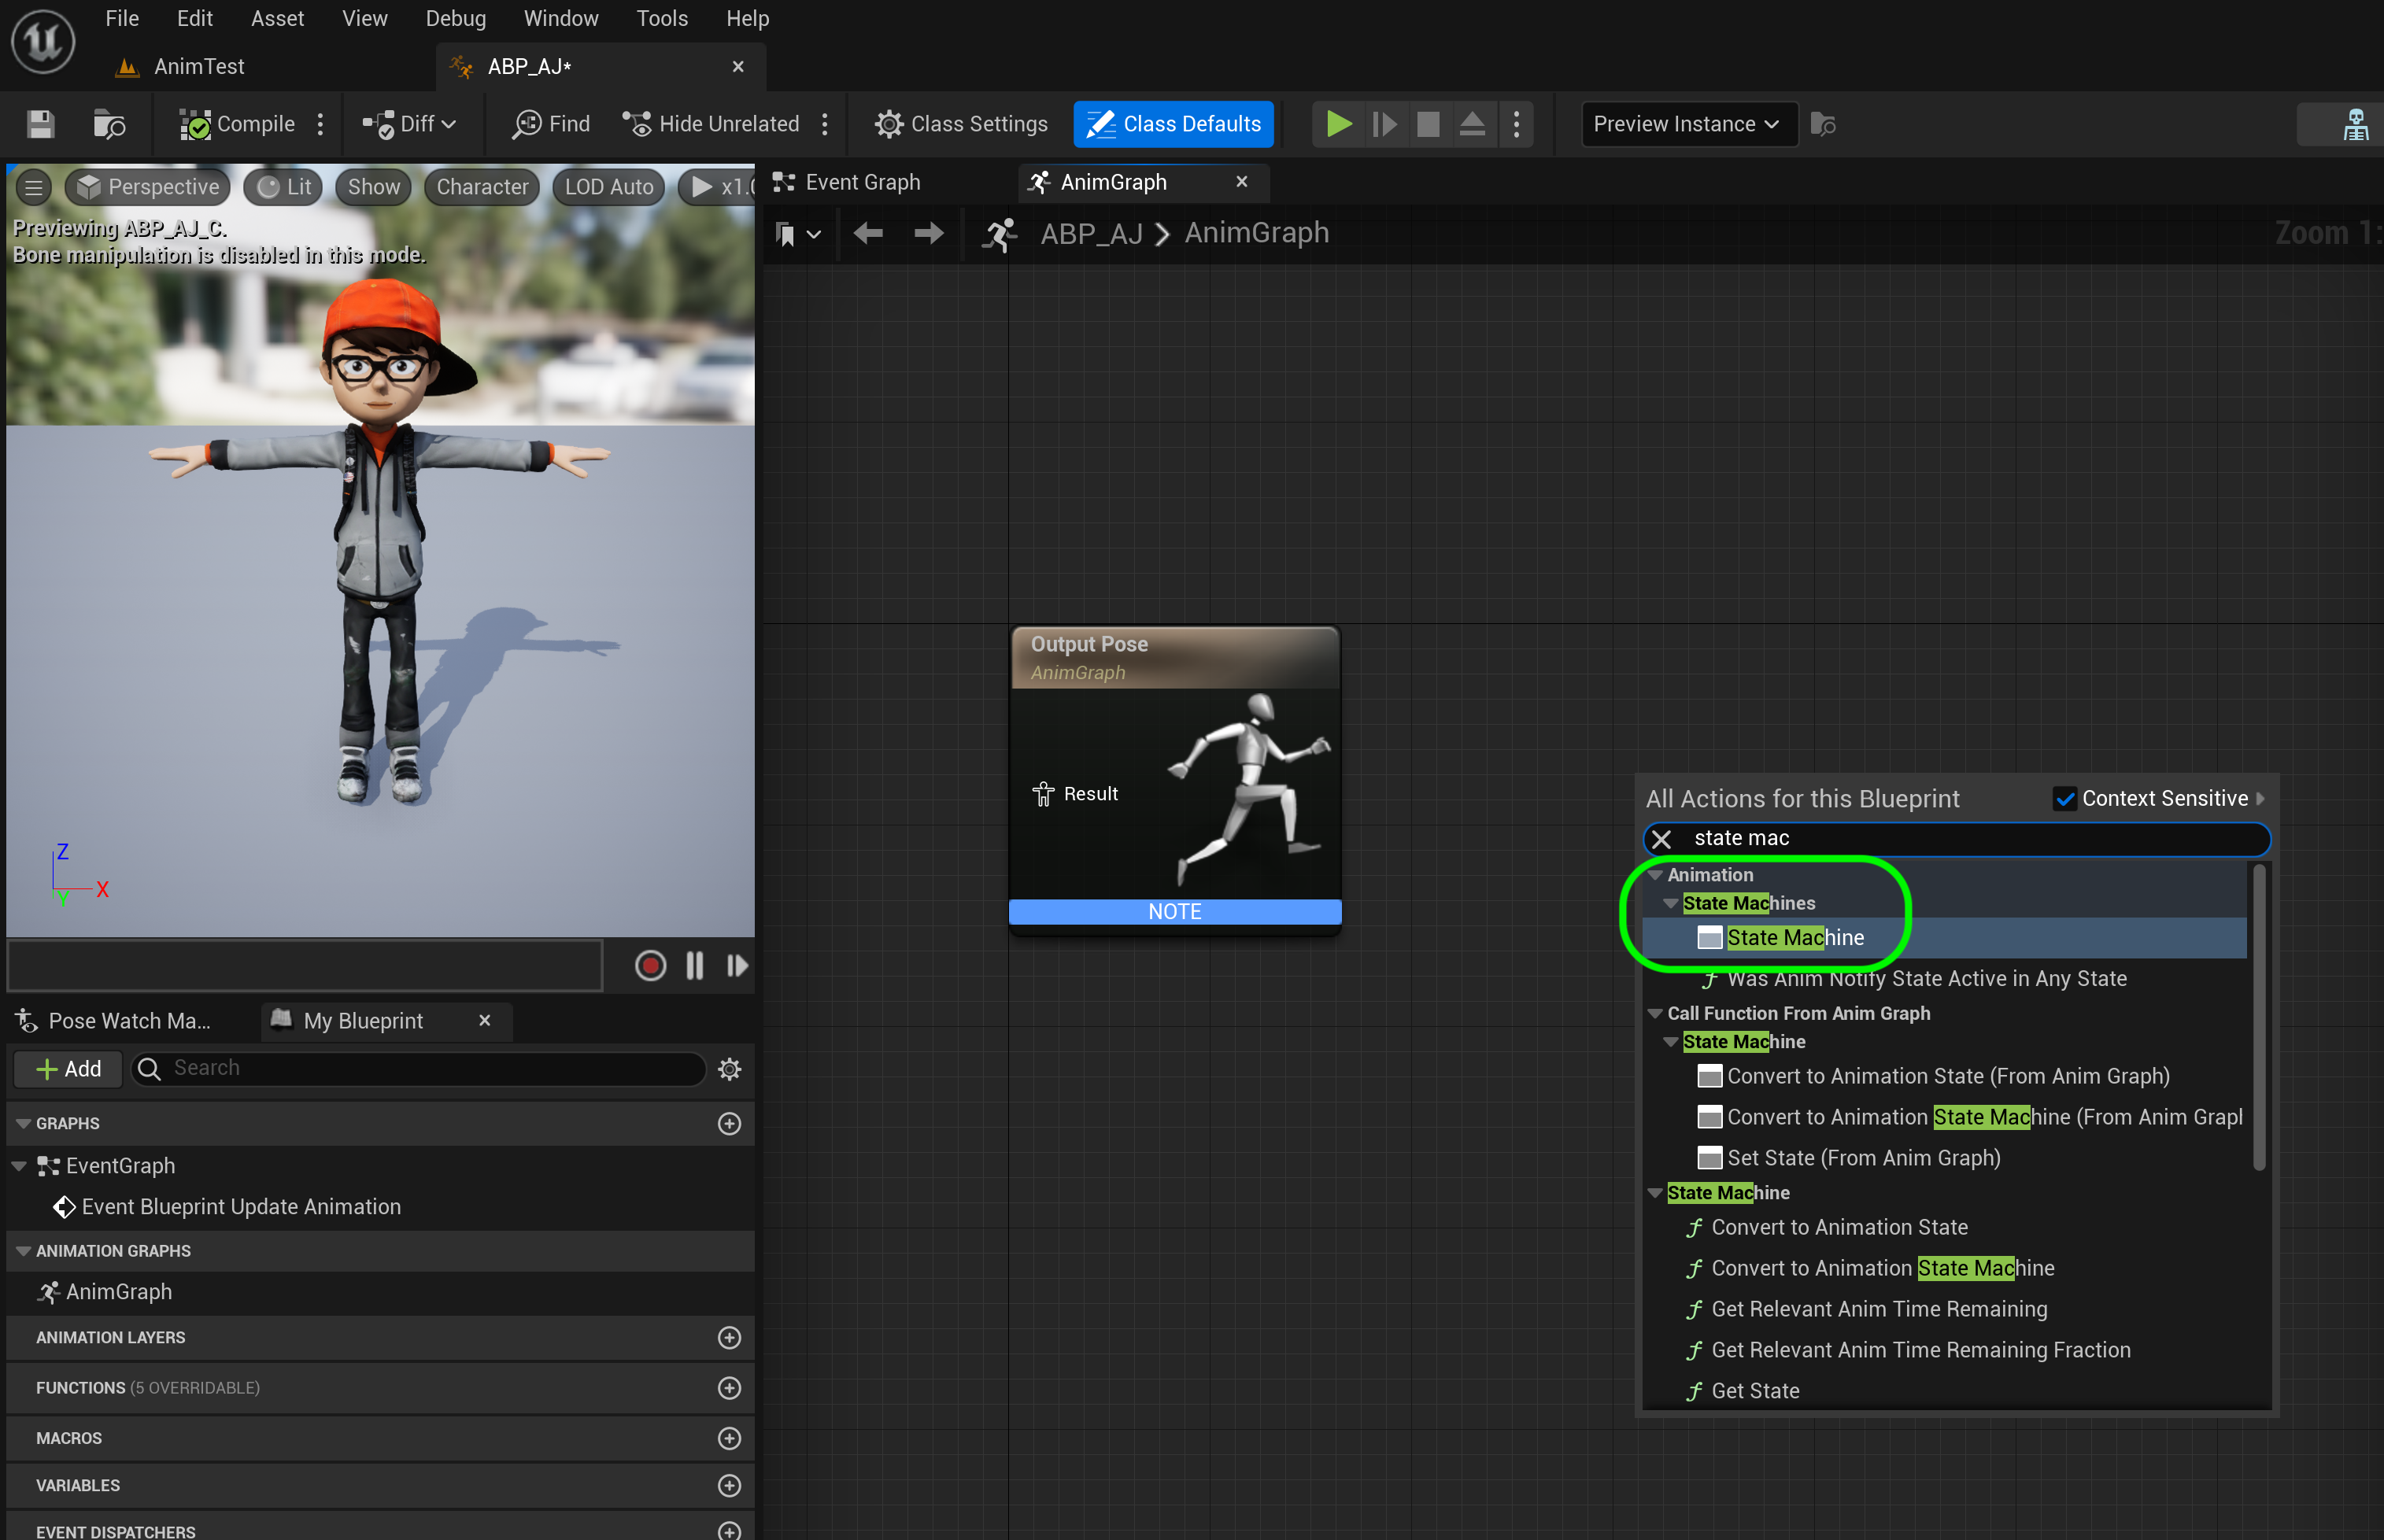 File Edit Asset View Debug Window Tools Help
AnimTest
ABP_AJ*
Compile Diff Find Hide Unrelated Class Settings Class Defaults Preview Instance
Perspective Lit Show Character LOD Auto
Previewing ABP_AJ_C.
Bone manipulation is disabled in this mode.
Z
X
Y
Event Graph AnimGraph
ABP_AJ > AnimGraph
Zoom 1:
Output Pose
AnimGraph
Result
NOTE
All Actions for this Blueprint Context Sensitive
state mac
Animation
State Machines
State Machine
Was Anim Notify State Active in Any State
Call Function From Anim Graph
State Machine
Convert to Animation State (From Anim Graph)
Convert to Animation State Machine (From Anim Grap
Set State (From Anim Graph)
State Machine
Convert to Animation State
Convert to Animation State Machine
Get Relevant Anim Time Remaining
Get Relevant Anim Time Remaining Fraction
Get State
Pose Watch Ma... My Blueprint
Add Search
GRAPHS
EventGraph
Event Blueprint Update Animation
ANIMATION GRAPHS
AnimGraph
ANIMATION LAYERS
FUNCTIONS (5 OVERRIDABLE)
MACROS
VARIABLES
EVENT DISPATCHERS